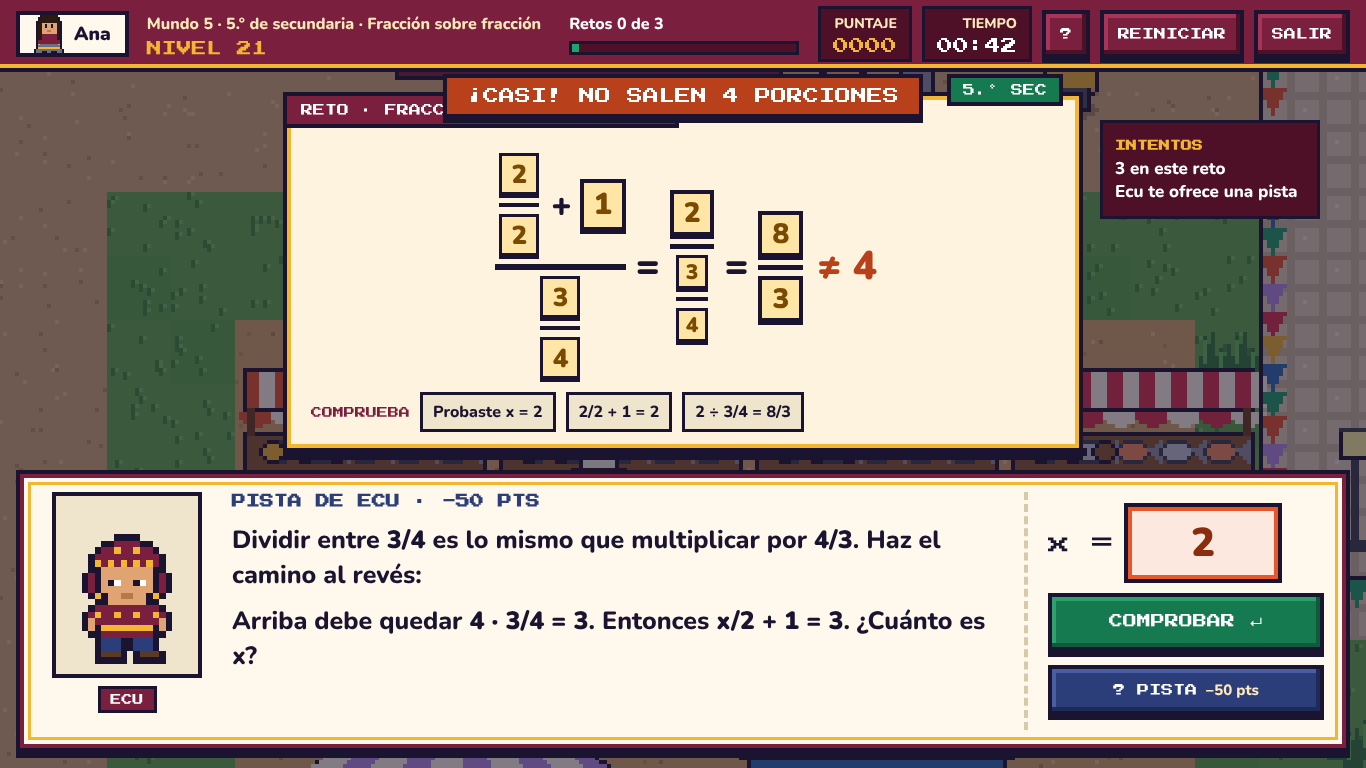 Ana
Mundo 5 · 5.º de secundaria · Fracción sobre fracción
NIVEL 21
Retos 0 de 3
PUNTAJE
0000
TIEMPO
00:42
?
REINICIAR
SALIR
RETO · FRACC
¡CASI! NO SALEN 4 PORCIONES
5.º SEC
INTENTOS
3 en este reto
Ecu te ofrece una pista
2
2
+ 1
3
4
=
2
3
4
=
8
3
≠ 4
COMPRUEBA
Probaste x = 2
2/2 + 1 = 2
2 ÷ 3/4 = 8/3
PISTA DE ECU · −50 PTS
Dividir entre 3/4 es lo mismo que multiplicar por 4/3. Haz el
camino al revés:
Arriba debe quedar 4 · 3/4 = 3. Entonces x/2 + 1 = 3. ¿Cuánto es
x?
ECU
x = 2
COMPROBAR ↵
? PISTA −50 pts